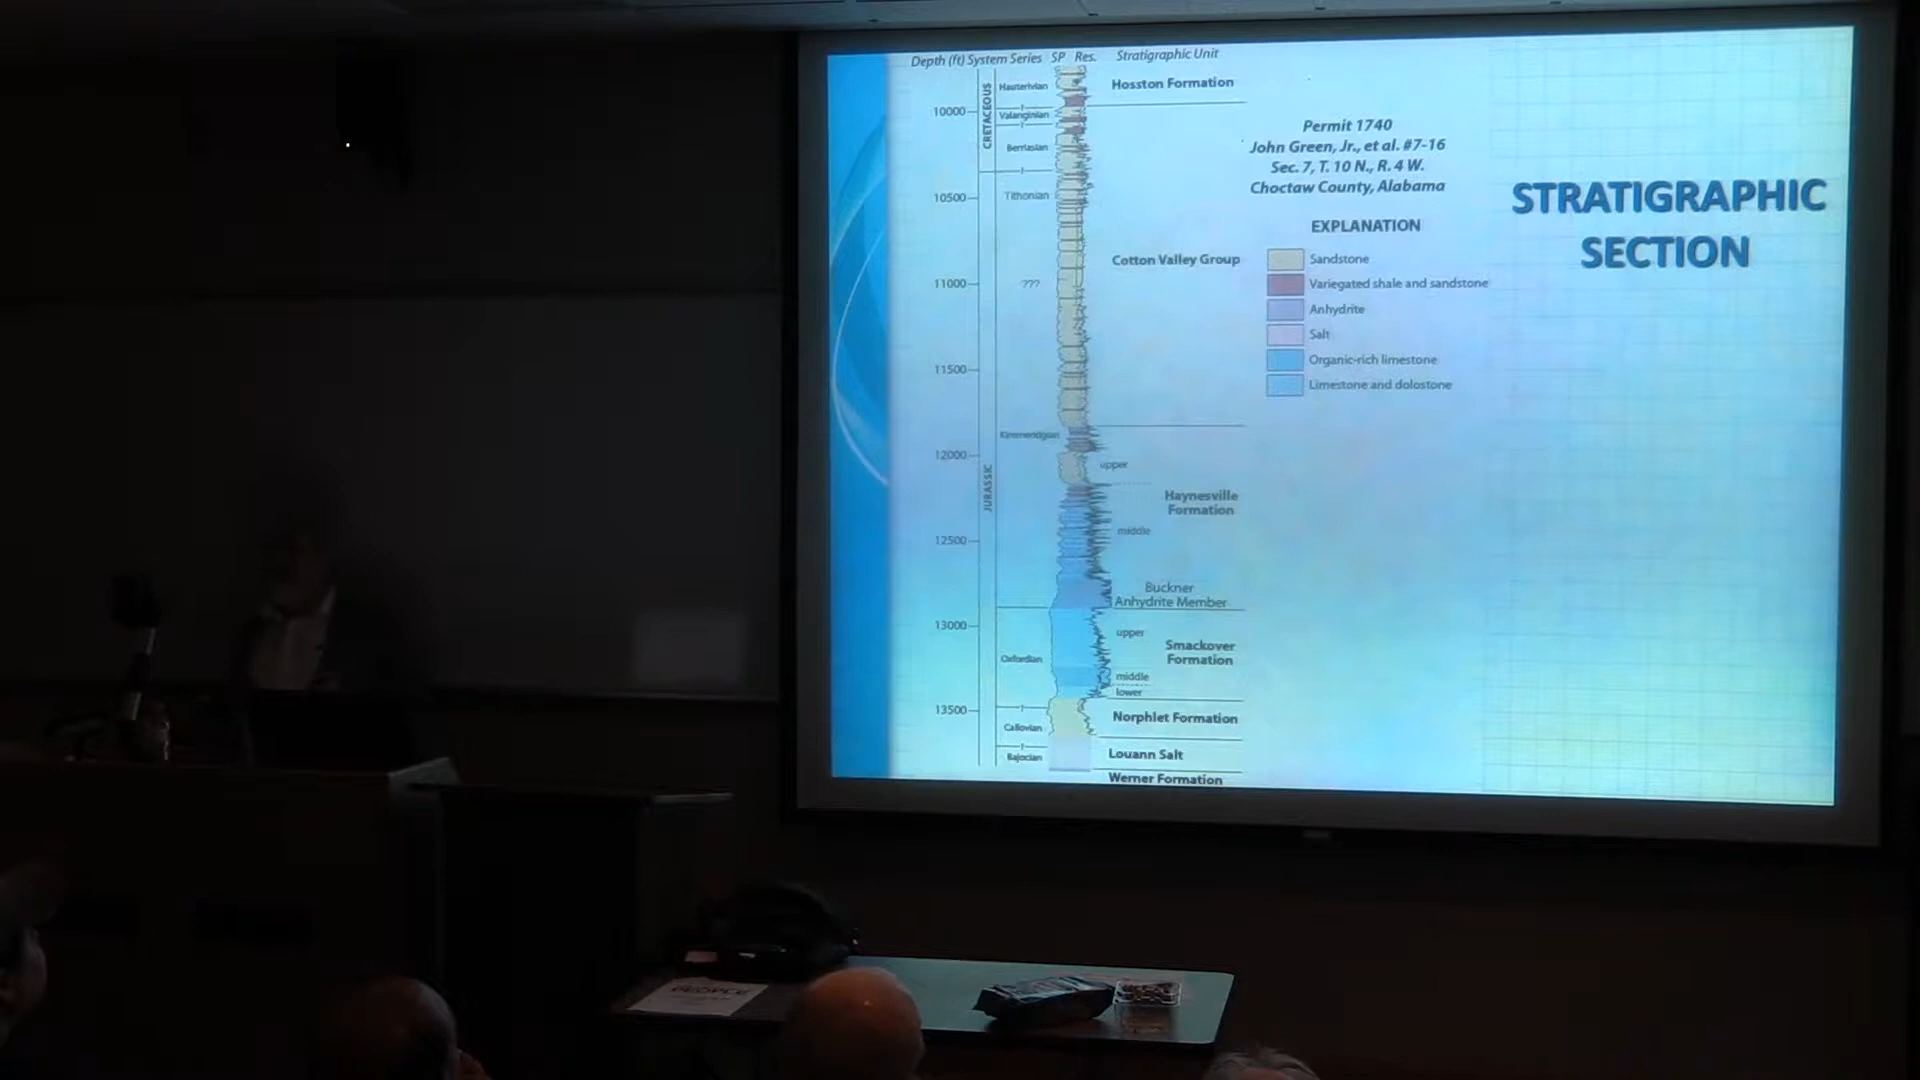 Depth (ft) System Series SP Res. Stratigraphic Unit
CRETACEOUS
JURASSIC
10000
10500
11000
11500
12000
12500
13000
13500
Hauterivian
?
Valanginian
?
Berriasian
?
Tithonian
???
Kimmeridgian
Oxfordian
?
Callovian
?
Bajocian
Hosston Formation
Cotton Valley Group
upper
Haynesville
Formation
middle
Buckner
Anhydrite Member
upper
Smackover
Formation
middle
lower
Norphlet Formation
Louann Salt
Werner Formation
Permit 1740
John Green, Jr., et al. #7-16
Sec. 7, T. 10 N., R. 4 W.
Choctaw County, Alabama
EXPLANATION
Sandstone
Variegated shale and sandstone
Anhydrite
Salt
Organic-rich limestone
Limestone and dolostone
STRATIGRAPHIC
SECTION